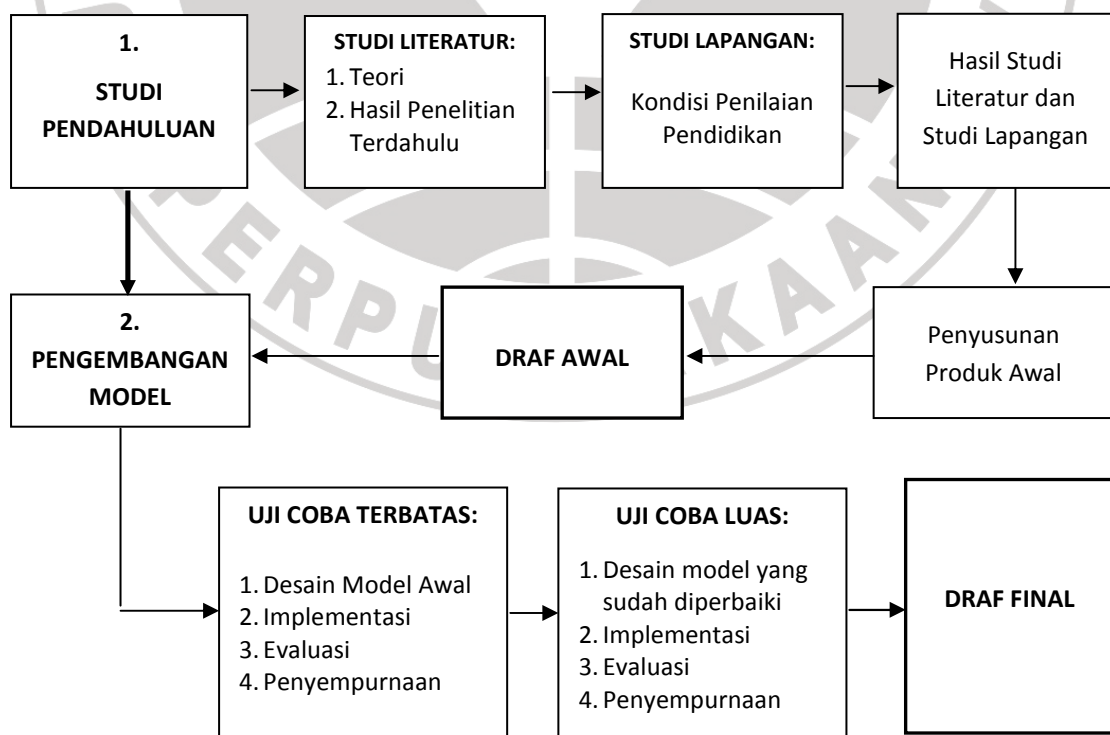 1.
STUDI
PENDAHULUAN
STUDI LITERATUR:
1. Teori
2. Hasil Penelitian
Terdahulu
STUDI LAPANGAN:
Kondisi Penilaian
Pendidikan
Hasil Studi
Literatur dan
Studi Lapangan
2.
PENGEMBANGAN
MODEL
DRAF AWAL
Penyusunan
Produk Awal
UJI COBA TERBATAS:
1. Desain Model Awal
2. Implementasi
3. Evaluasi
4. Penyempurnaan
UJI COBA LUAS:
1. Desain model yang
sudah diperbaiki
2. Implementasi
3. Evaluasi
4. Penyempurnaan
DRAF FINAL